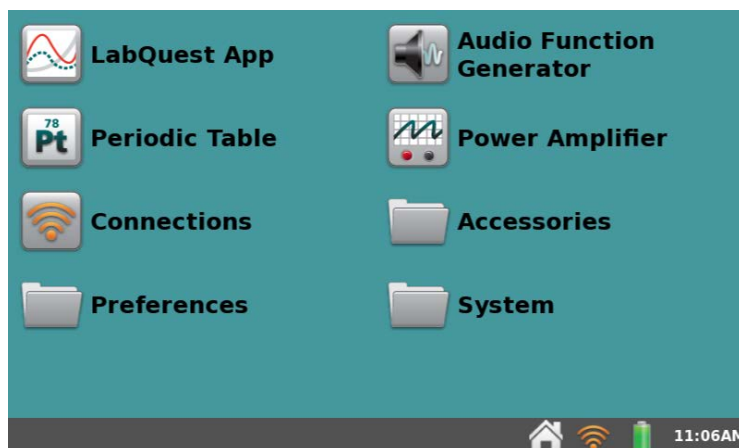 LabQuest App
Audio Function
Generator
78
Pt
Periodic Table
Power Amplifier
Connections
Accessories
Preferences
System
11:06AM